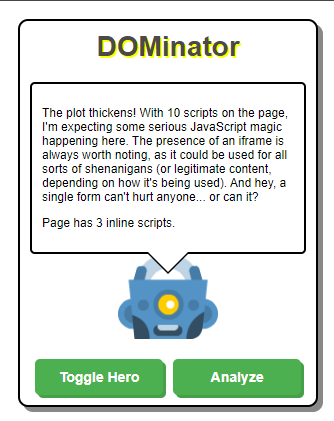 DOMinator
The plot thickens! With 10 scripts on the page,
I'm expecting some serious JavaScript magic
happening here. The presence of an iframe is
always worth noting, as it could be used for all
sorts of shenanigans (or legitimate content,
depending on how it's being used). And hey, a
single form can't hurt anyone... or can it?
Page has 3 inline scripts.
Toggle Hero
Analyze